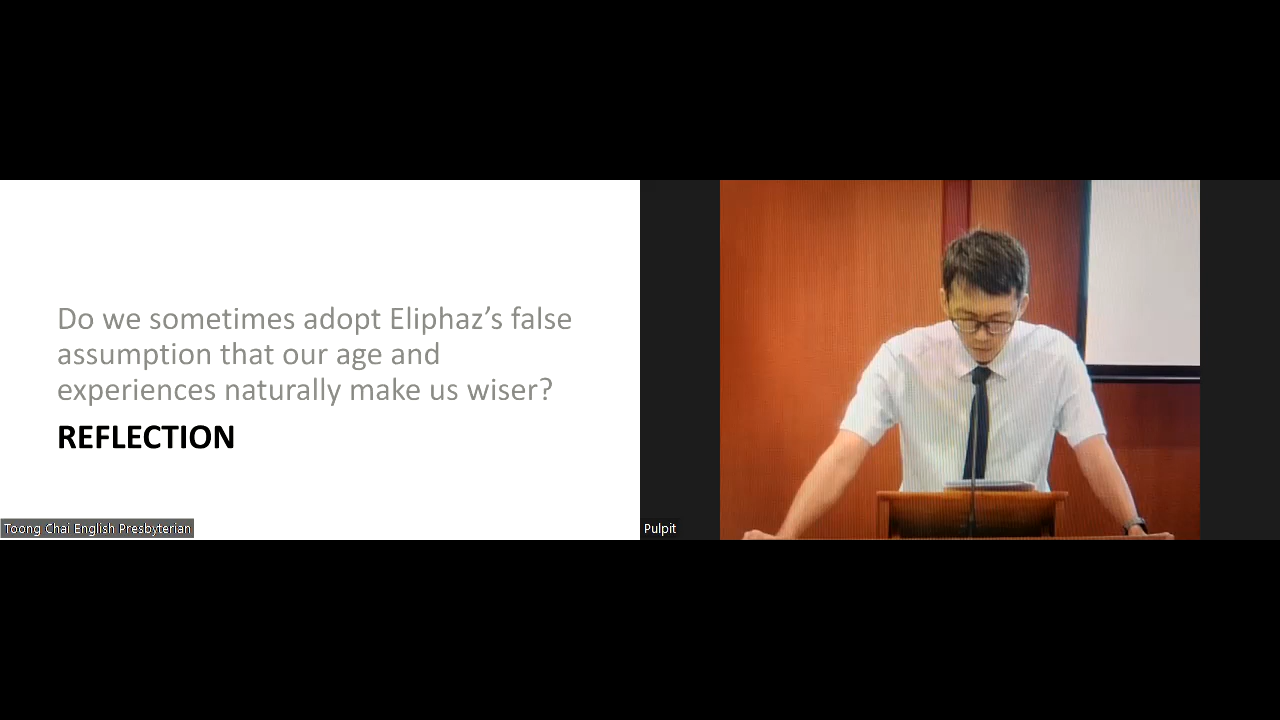 Do we sometimes adopt Eliphaz’s false
assumption that our age and
experiences naturally make us wiser?
REFLECTION
Toong Chai English Presbyterian
Pulpit